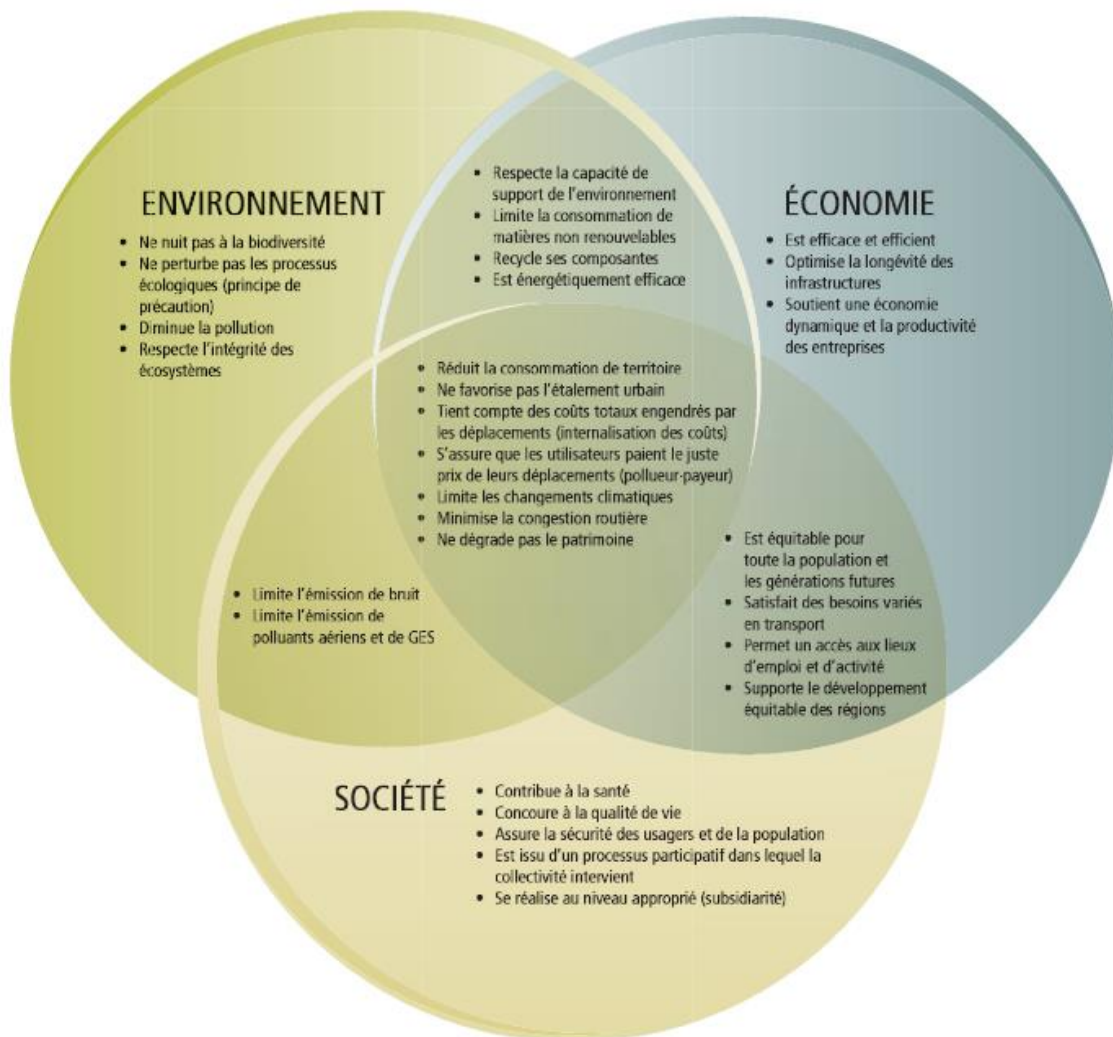 ENVIRONNEMENT
• Ne nuit pas à la biodiversité
• Ne perturbe pas les processus
écologiques (principe de
précaution)
• Diminue la pollution
• Respecte l'intégrité des
écosystèmes
• Respecte la capacité de
support de l'environnement
• Limite la consommation de
matières non renouvelables
• Recycle ses composantes
• Est énergétiquement efficace
ÉCONOMIE
• Est efficace et efficient
• Optimise la longévité des
infrastructures
• Soutient une économie
dynamique et la productivité
des entreprises
• Réduit la consommation de territoire
• Ne favorise pas l'étalement urbain
• Tient compte des coûts totaux engendrés par
les déplacements (internalisation des coûts)
• S'assure que les utilisateurs paient le juste
prix de leurs déplacements (pollueur-payeur)
• Limite les changements climatiques
• Minimise la congestion routière
• Ne dégrade pas le patrimoine
• Limite l'émission de bruit
• Limite l'émission de
polluants aériens et de GES
• Est équitable pour
toute la population et
les générations futures
• Satisfait des besoins variés
en transport
• Permet un accès aux lieux
d'emploi et d'activité
• Supporte le développement
équitable des régions
SOCIÉTÉ
• Contribue à la santé
• Concoure à la qualité de vie
• Assure la sécurité des usagers et de la population
• Est issu d'un processus participatif dans lequel la
collectivité intervient
• Se réalise au niveau approprié (subsidiarité)